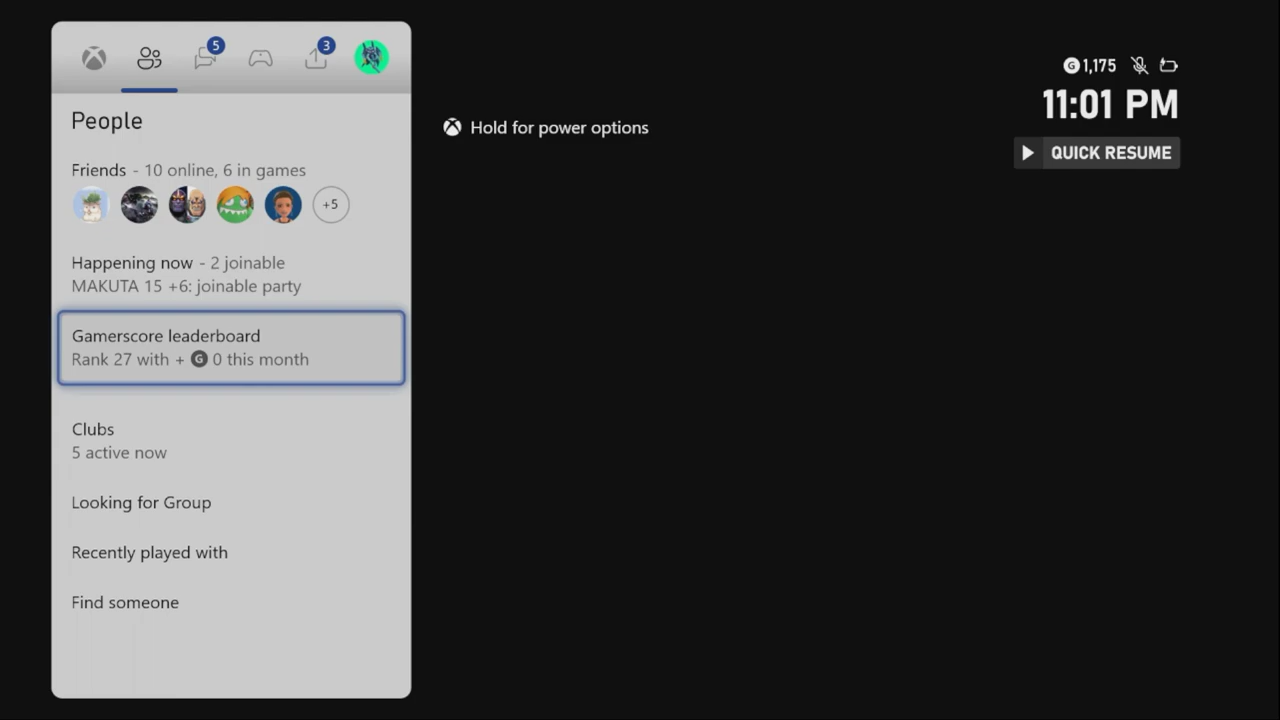 5
3
People
Friends - 10 online, 6 in games
+5
Happening now - 2 joinable
MAKUTA 15 +6: joinable party
Gamerscore leaderboard
Rank 27 with + G 0 this month
Clubs
5 active now
Looking for Group
Recently played with
Find someone
Hold for power options
G 1,175
11:01 PM
QUICK RESUME